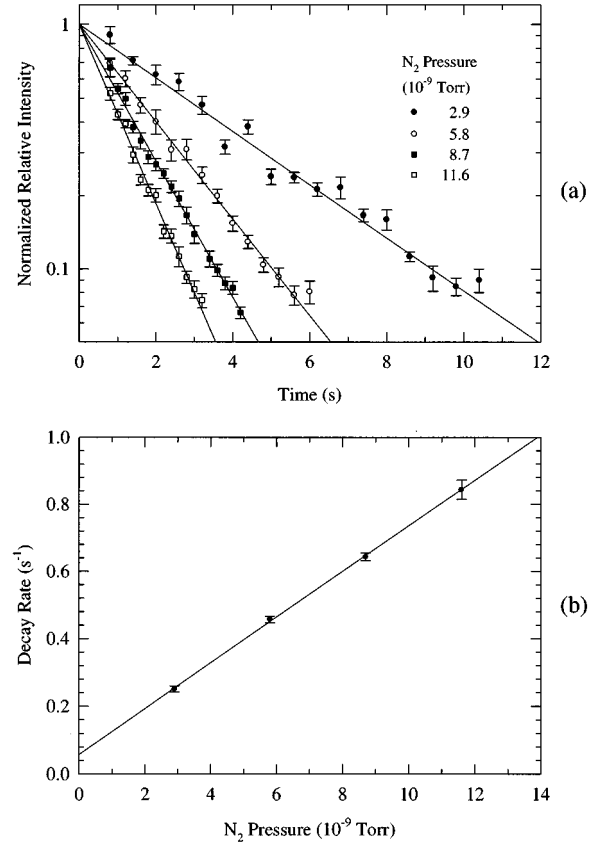 1
0.1
Normalized Relative Intensity
N2 Pressure
(10-9 Torr)
2.9
5.8
8.7
11.6
(a)
0 2 4 6 8 10 12
Time (s)
1.0
0.8
0.6
0.4
0.2
0.0
Decay Rate (s-1)
(b)
0 2 4 6 8 10 12 14
N2 Pressure (10-9 Torr)